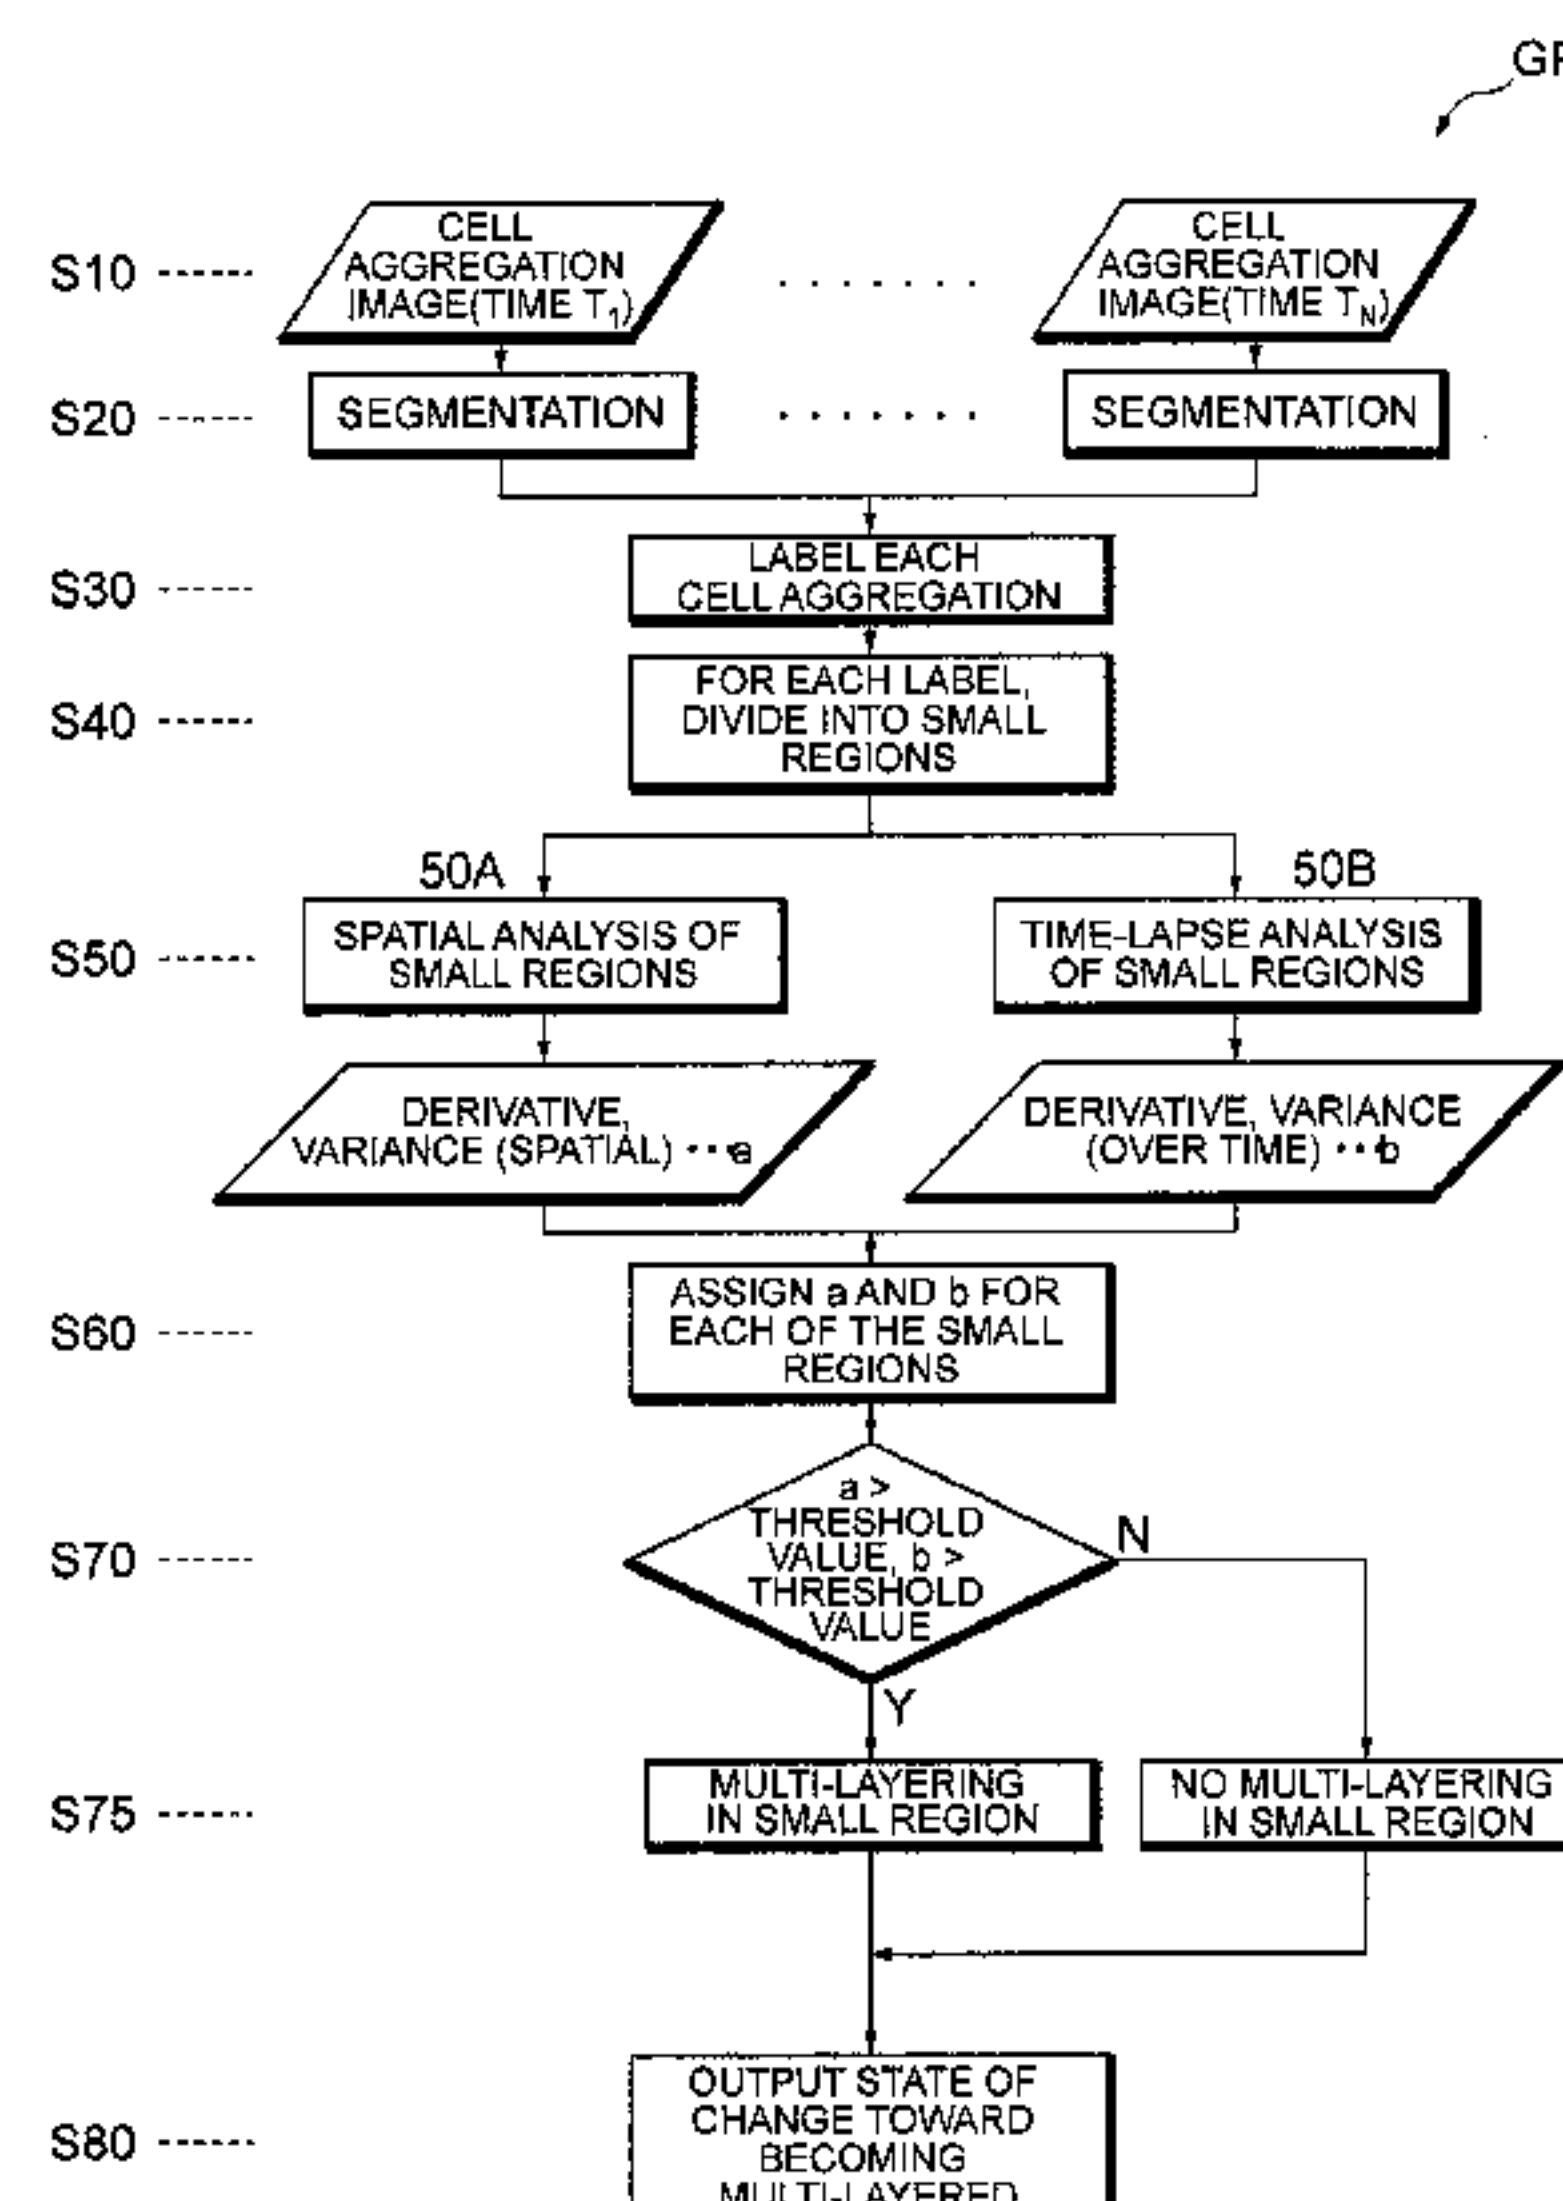 GP
S10
CELL
AGGREGATION
IMAGE(TIME T1)
.......
CELL
AGGREGATION
IMAGE(TIME TN)
S20
SEGMENTATION
.......
SEGMENTATION
S30
LABEL EACH
CELL AGGREGATION
S40
FOR EACH LABEL,
DIVIDE INTO SMALL
REGIONS
50A
50B
S50
SPATIAL ANALYSIS OF
SMALL REGIONS
TIME-LAPSE ANALYSIS
OF SMALL REGIONS
DERIVATIVE,
VARIANCE (SPATIAL) ···a
DERIVATIVE, VARIANCE
(OVER TIME) ···b
S60
ASSIGN a AND b FOR
EACH OF THE SMALL
REGIONS
S70
a >
THRESHOLD
VALUE, b >
THRESHOLD
VALUE
N
Y
S75
MULTI-LAYERING
IN SMALL REGION
NO MULTI-LAYERING
IN SMALL REGION
S80
OUTPUT STATE OF
CHANGE TOWARD
BECOMING
MULTI-LAYERED